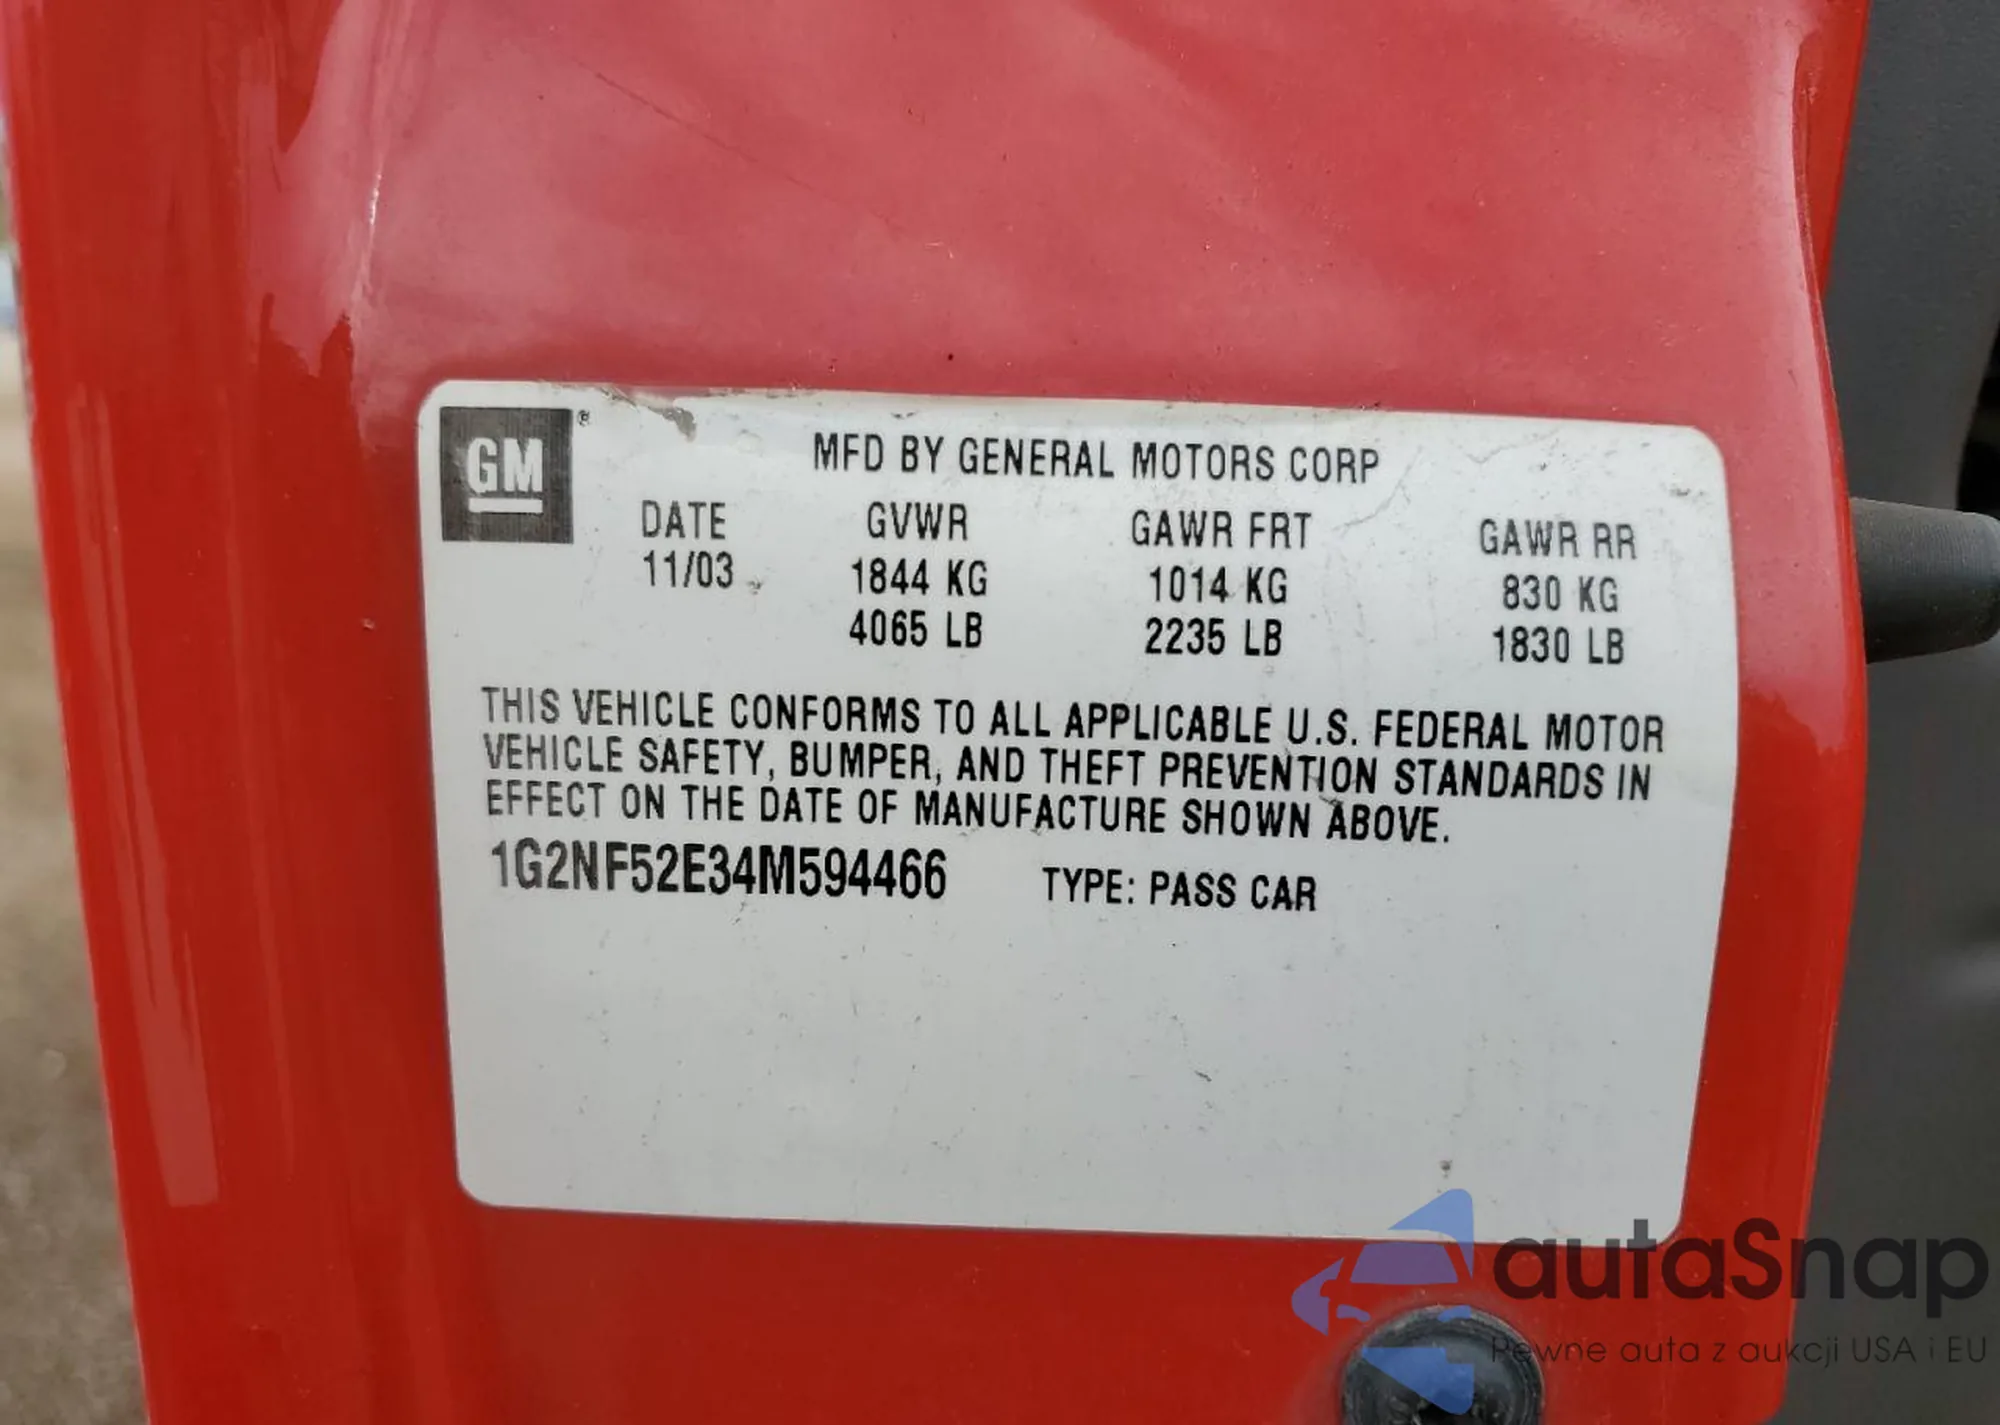 GM ®
MFD BY GENERAL MOTORS CORP
DATE GVWR GAWR FRT GAWR RR
11/03 1844 KG 1014 KG 830 KG
4065 LB 2235 LB 1830 LB
THIS VEHICLE CONFORMS TO ALL APPLICABLE U.S. FEDERAL MOTOR
VEHICLE SAFETY, BUMPER, AND THEFT PREVENTION STANDARDS IN
EFFECT ON THE DATE OF MANUFACTURE SHOWN ABOVE.
1G2NF52E34M594466 TYPE: PASS CAR
autaSnap
Pewne auta z aukcji USA i EU